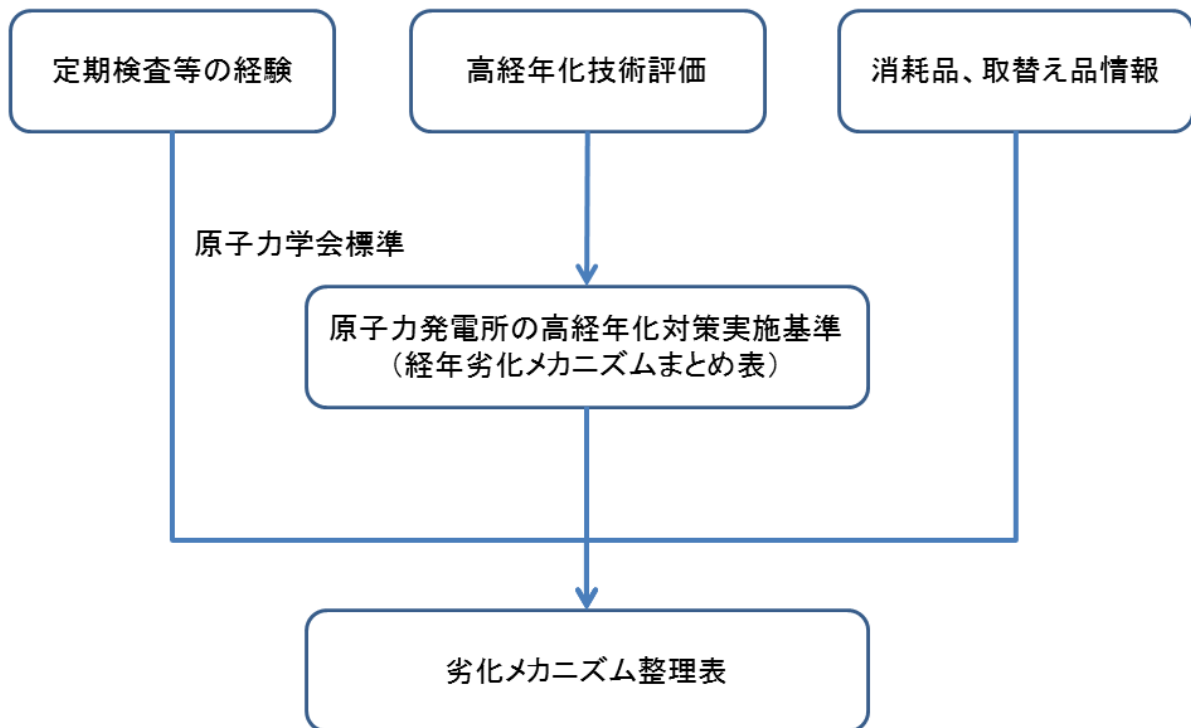 定期検査等の経験
高経年化技術評価
消耗品、取替え品情報
原子力学会標準
原子力発電所の高経年化対策実施基準
（経年劣化メカニズムまとめ表）
劣化メカニズム整理表